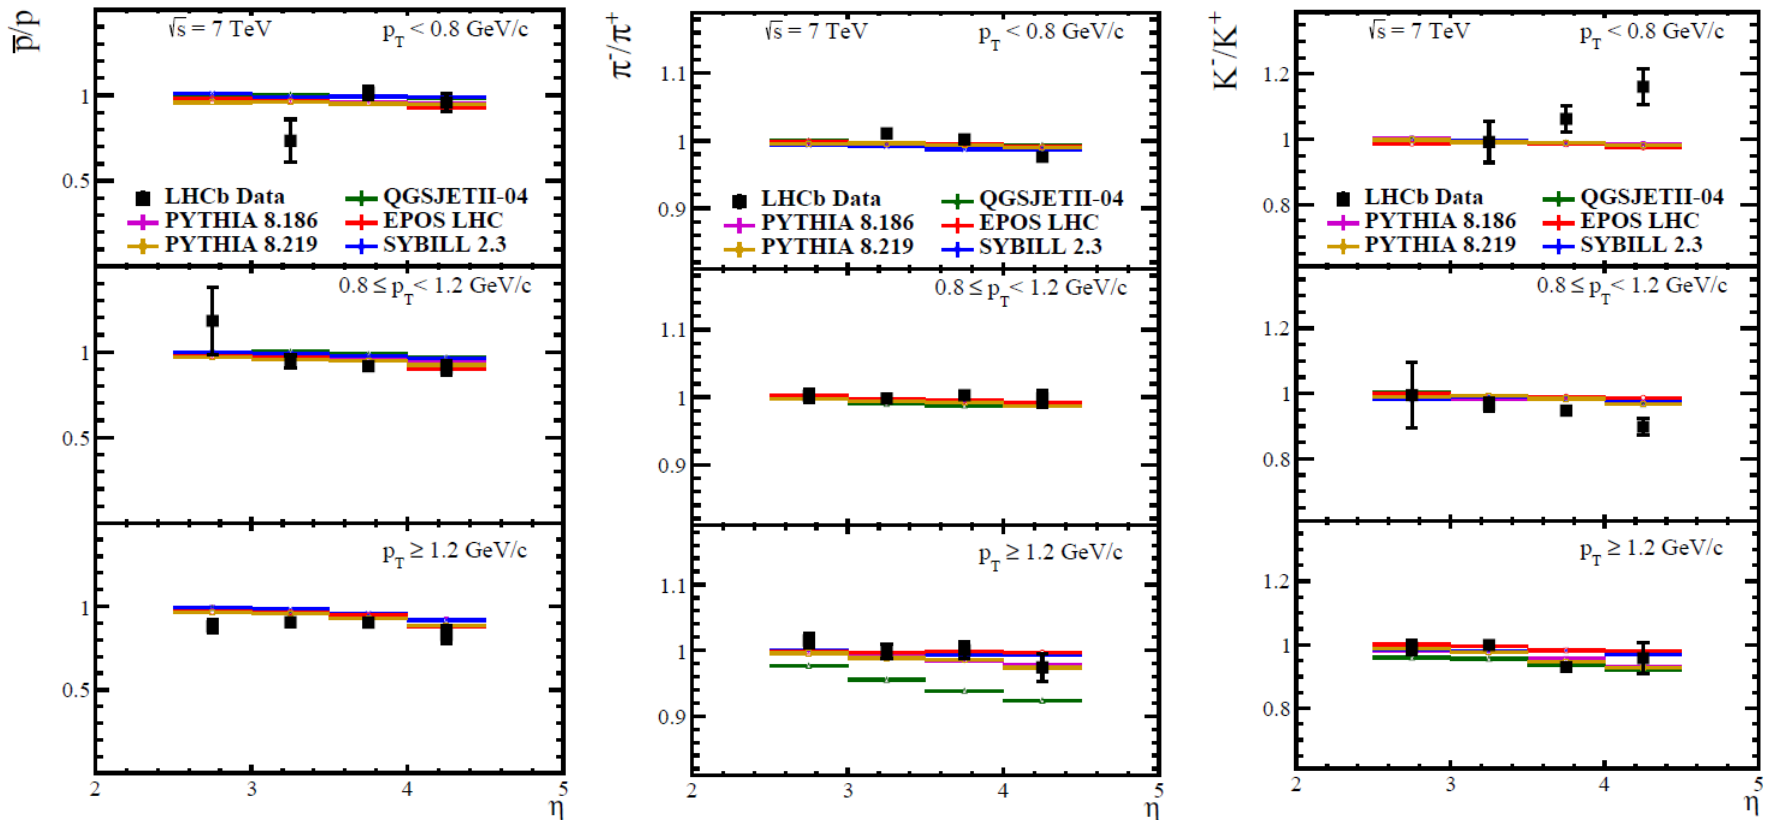 p̅/p
√s = 7 TeV p_T < 0.8 GeV/c
1
0.5
LHCb Data QGSJETII-04
PYTHIA 8.186 EPOS LHC
PYTHIA 8.219 SYBILL 2.3
0.8 ≤ p_T < 1.2 GeV/c
1
0.5
p_T ≥ 1.2 GeV/c
1
0.5
2 3 4 5
η
π⁻/π⁺
√s = 7 TeV p_T < 0.8 GeV/c
1.1
1
0.9
LHCb Data QGSJETII-04
PYTHIA 8.186 EPOS LHC
PYTHIA 8.219 SYBILL 2.3
0.8 ≤ p_T < 1.2 GeV/c
1.1
1
0.9
p_T ≥ 1.2 GeV/c
1.1
1
0.9
2 3 4 5
η
K⁻/K⁺
√s = 7 TeV p_T < 0.8 GeV/c
1.2
1
0.8
LHCb Data QGSJETII-04
PYTHIA 8.186 EPOS LHC
PYTHIA 8.219 SYBILL 2.3
0.8 ≤ p_T < 1.2 GeV/c
1.2
1
0.8
p_T ≥ 1.2 GeV/c
1.2
1
0.8
2 3 4 5
η